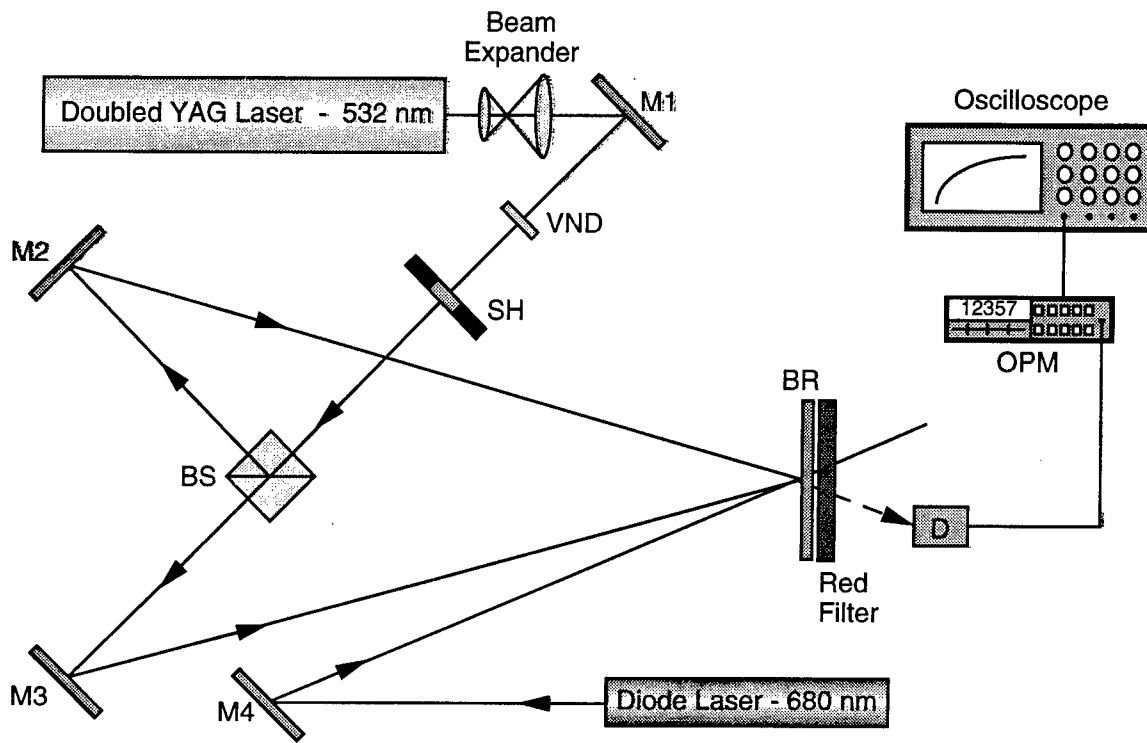 Beam
Expander
Doubled YAG Laser - 532 nm
M1
Oscilloscope
VND
M2
SH
12357
OPM
BR
BS
D
Red
Filter
M3
M4
Diode Laser - 680 nm